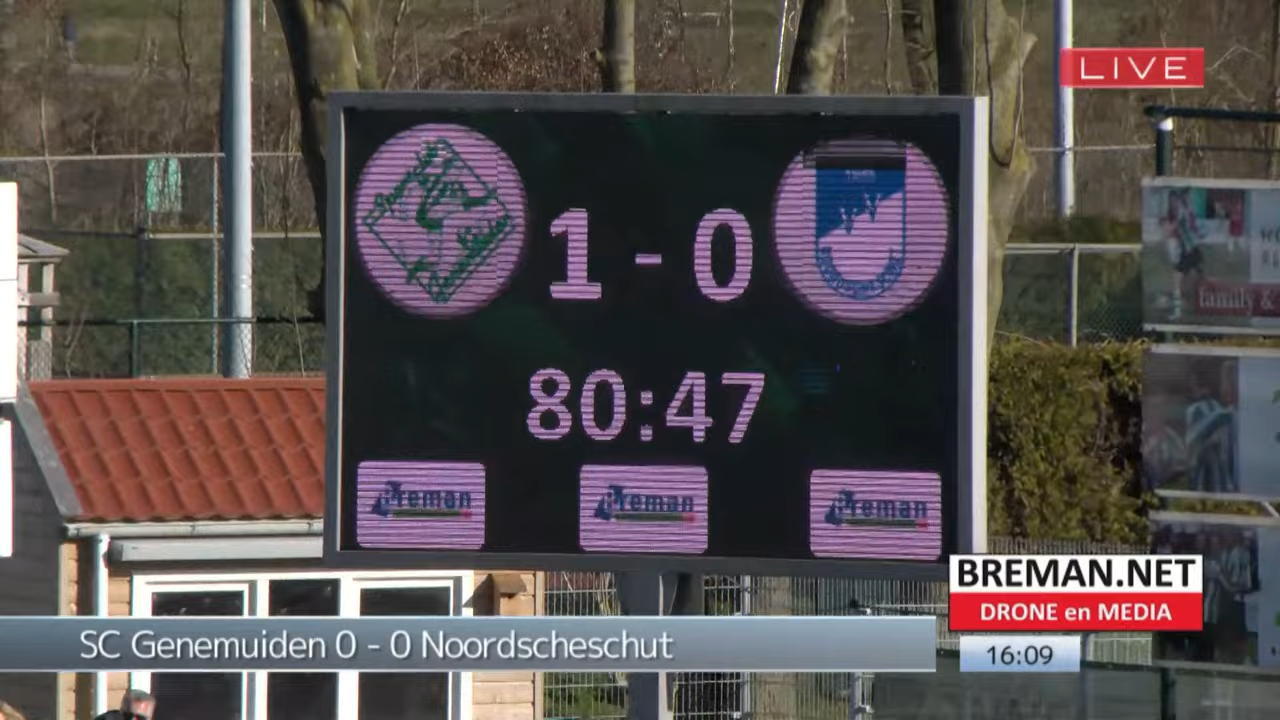 LIVE
1 - 0
80:47
Breman
Breman
Breman
family &
BREMAN.NET
DRONE en MEDIA
SC Genemuiden 0 - 0 Noordscheschut
16:09